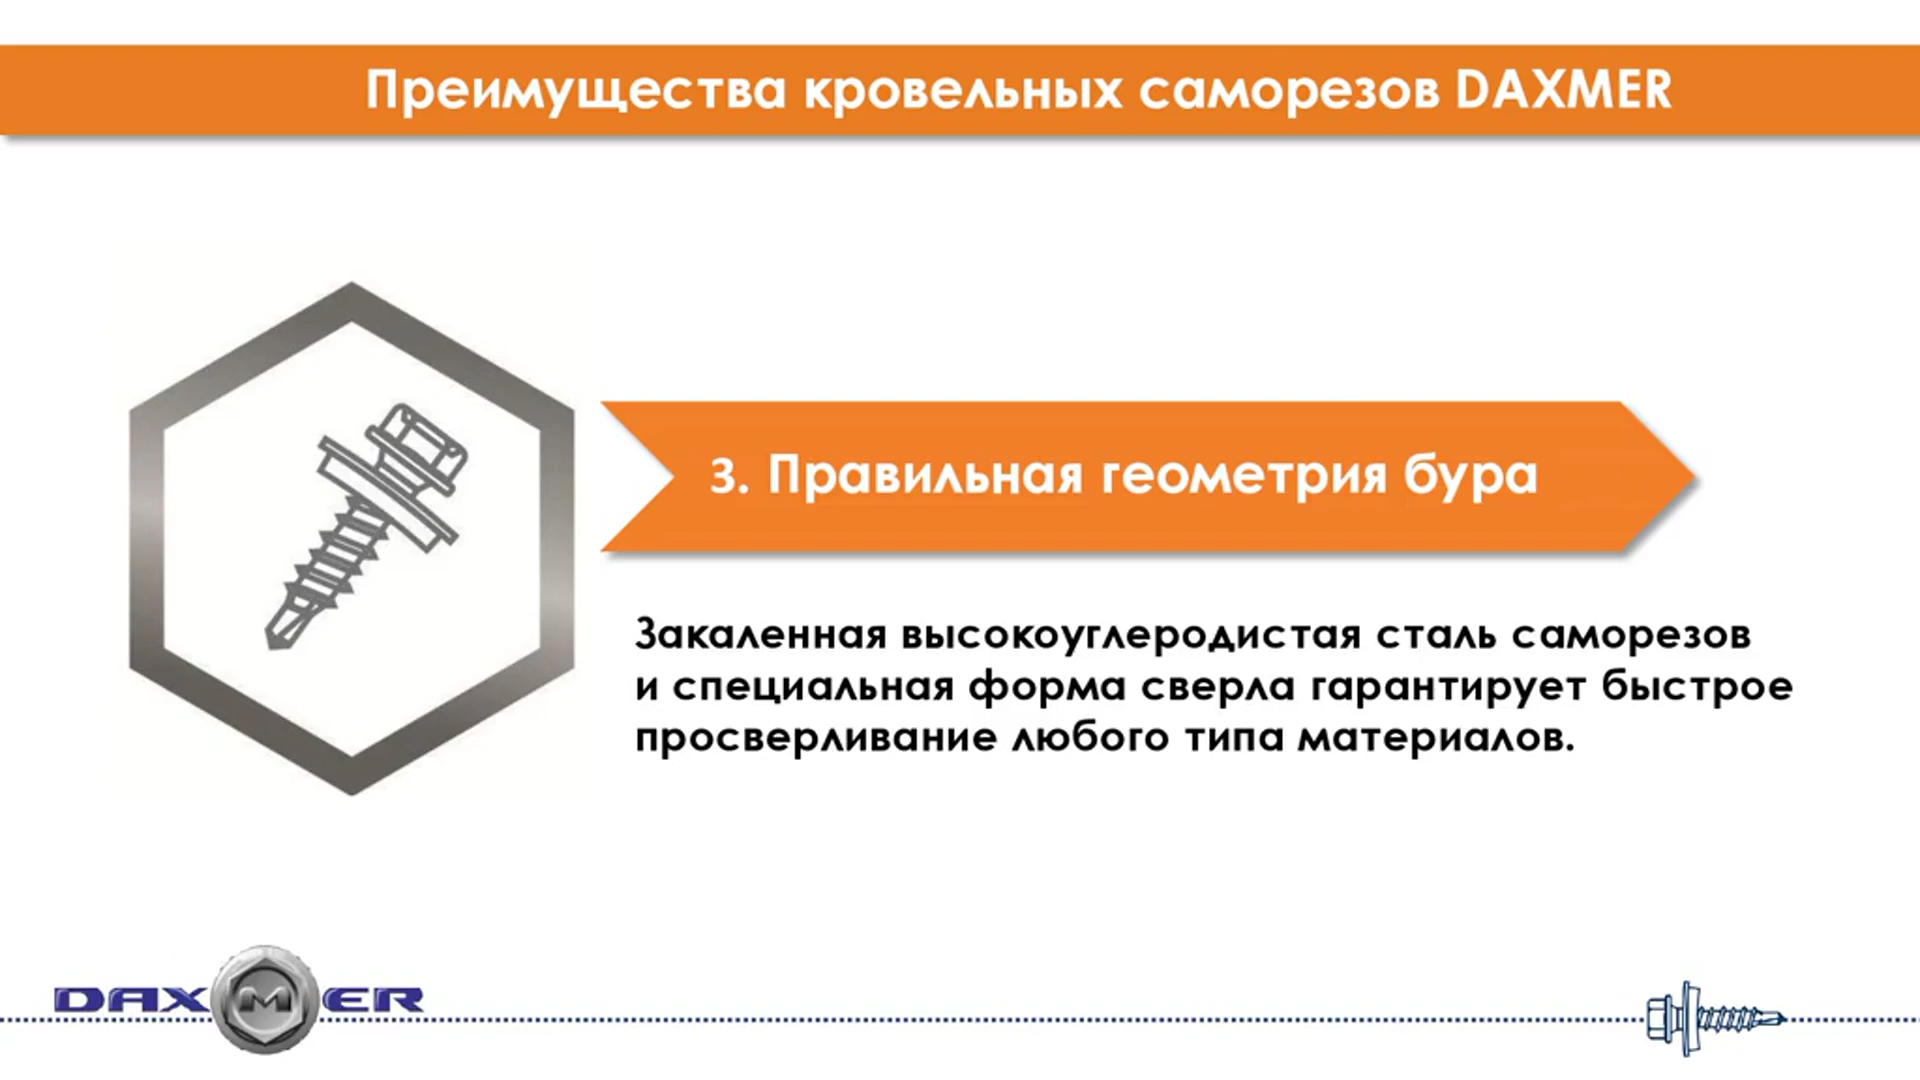 Преимущества кровельных саморезов DAXMER
3. Правильная геометрия бура
Закаленная высокоуглеродистая сталь саморезов
и специальная форма сверла гарантирует быстрое
просверливание любого типа материалов.
DAXMER